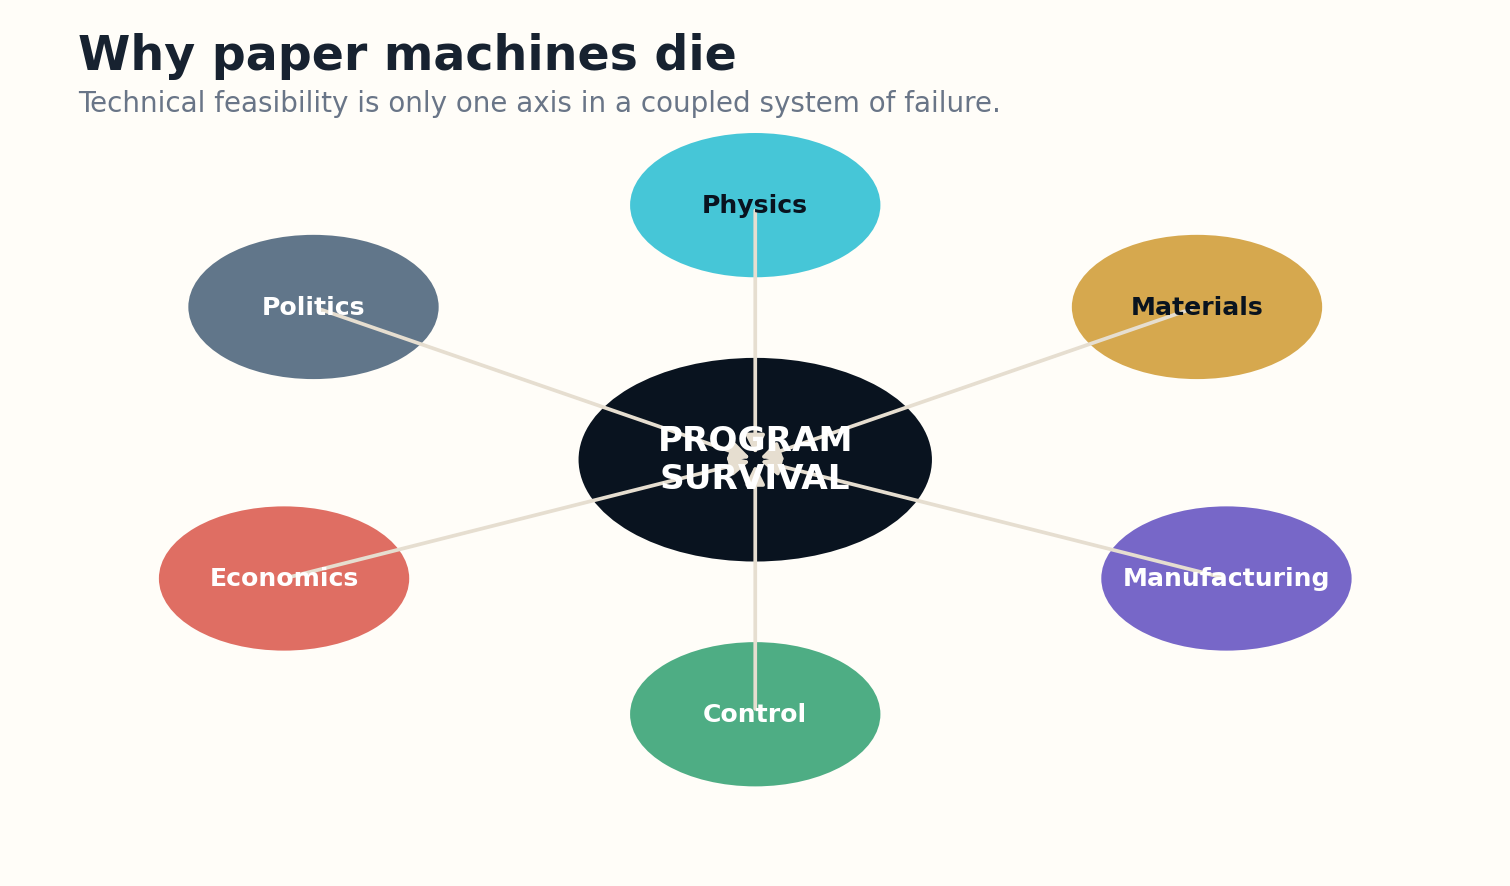 Why paper machines die
Technical feasibility is only one axis in a coupled system of failure.
Physics
Politics
Materials
PROGRAM
SURVIVAL
Economics
Manufacturing
Control